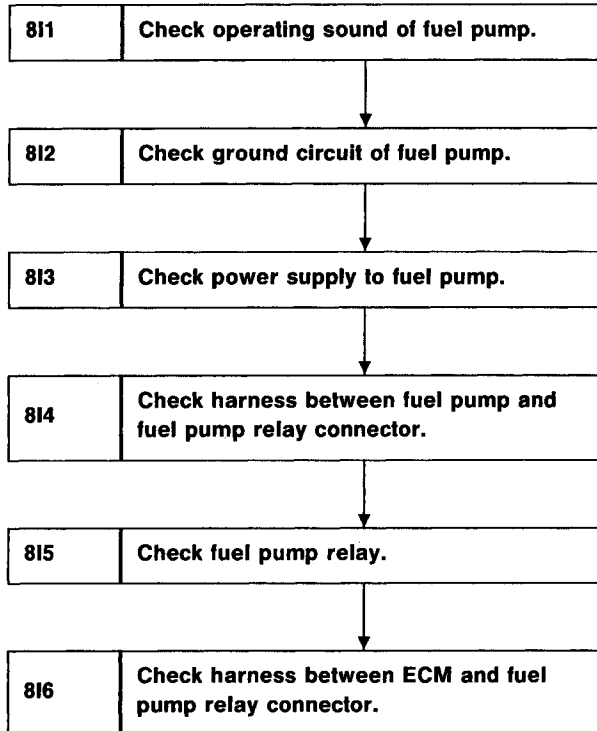 8I1 Check operating sound of fuel pump.
8I2 Check ground circuit of fuel pump.
8I3 Check power supply to fuel pump.
8I4 Check harness between fuel pump and
fuel pump relay connector.
8I5 Check fuel pump relay.
8I6 Check harness between ECM and fuel
pump relay connector.